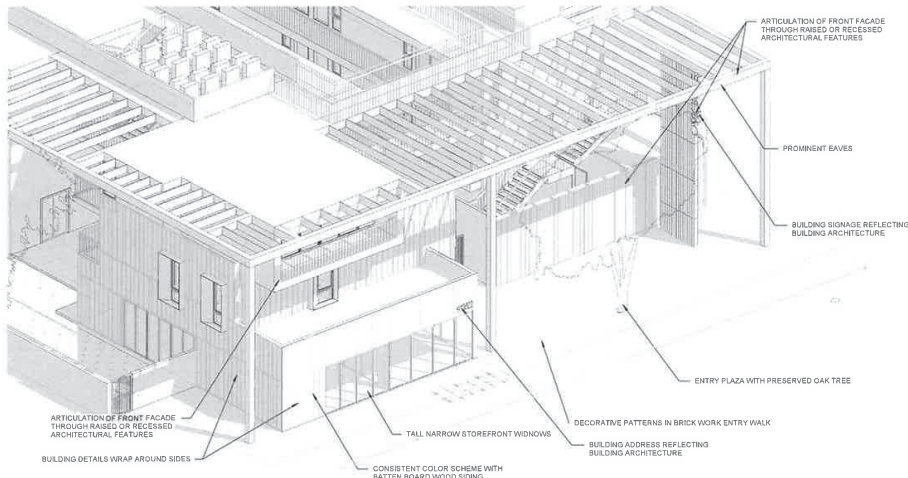 ARTICULATION OF FRONT FACADE
THROUGH RAISED OR RECESSED
ARCHITECTURAL FEATURES
PROMINENT EAVES
BUILDING SIGNAGE REFLECTING
BUILDING ARCHITECTURE
ENTRY PLAZA WITH PRESERVED OAK TREE
DECORATIVE PATTERNS IN BRICK WORK ENTRY WALK
BUILDING ADDRESS REFLECTING
BUILDING ARCHITECTURE
TALL NARROW STOREFRONT WIDNOWS
CONSISTENT COLOR SCHEME WITH
BATTEN BOARD WOOD SIDING
ARTICULATION OF FRONT FACADE
THROUGH RAISED OR RECESSED
ARCHITECTURAL FEATURES
BUILDING DETAILS WRAP AROUND SIDES